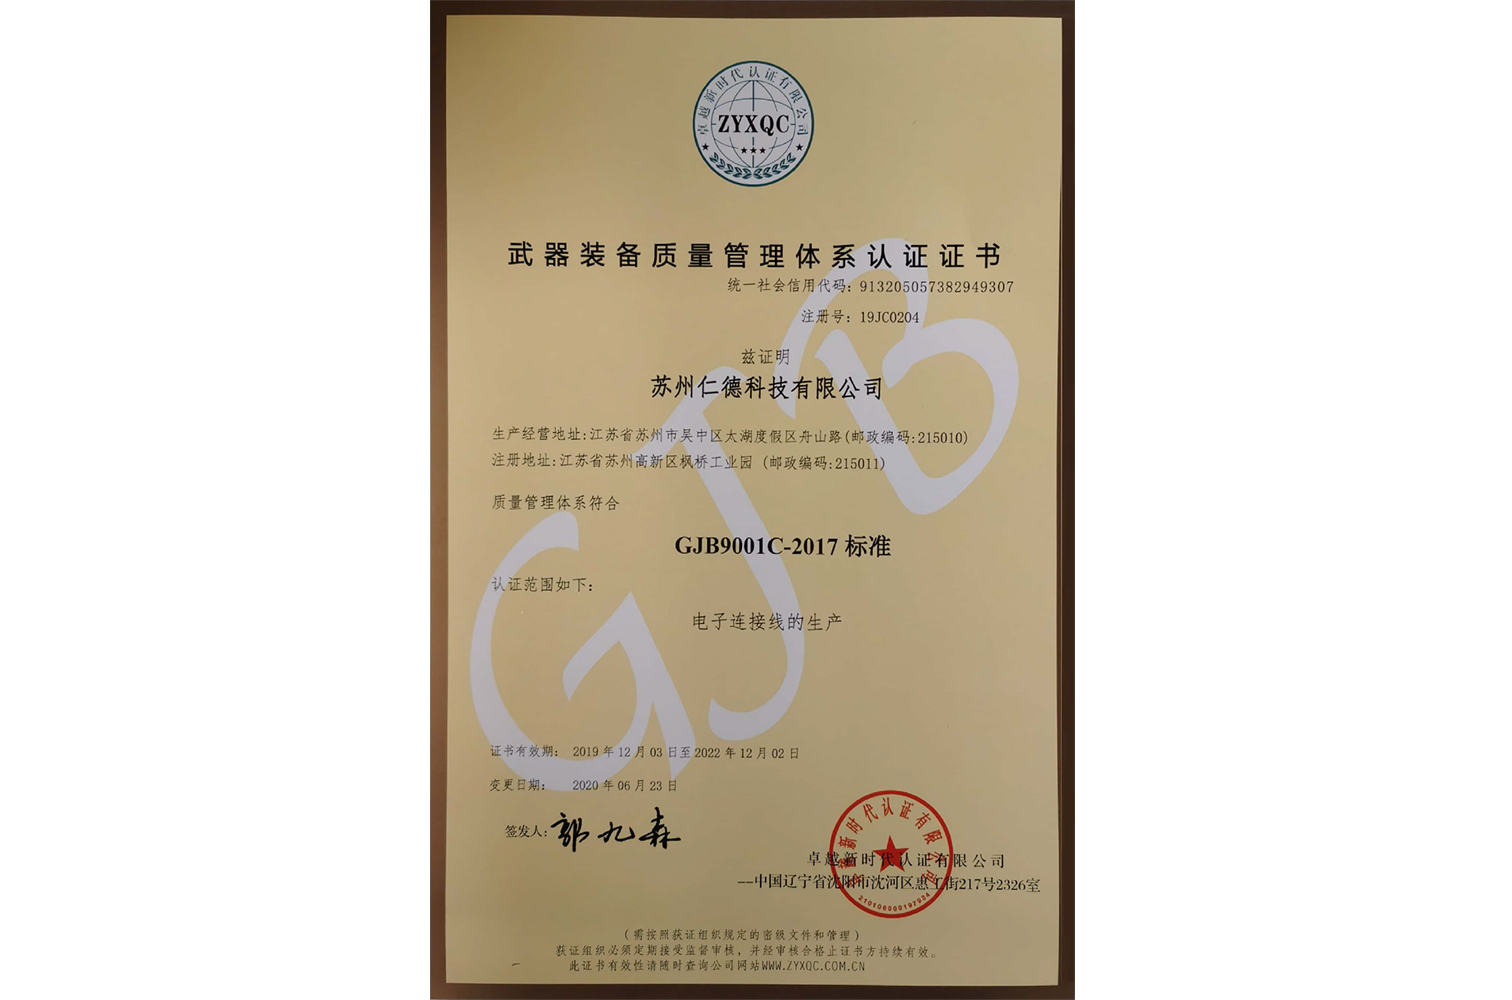 卓越新时代认证有限公司
ZYXQC
武器装备质量管理体系认证证书
统一社会信用代码：913205057382949307
注册号：19JC0204
兹证明
苏州仁德科技有限公司
生产经营地址:江苏省苏州市吴中区太湖度假区舟山路(邮政编码:215010)
注册地址:江苏省苏州高新区枫桥工业园 (邮政编码:215011)
质量管理体系符合
GJB9001C-2017 标准
认证范围如下：
电子连接线的生产
GJB
证书有效期： 2019 年 12 月 03 日至 2022 年 12 月 02 日
变更日期： 2020 年 06 月 23 日
签发人：郭九森
卓越新时代认证有限公司
卓越新时代认证有限公司
--中国辽宁省沈阳市沈河区惠工街217号2326室
(需按照获证组织规定的密级文件和管理)
获证组织必须定期接受监督审核，并经审核合格止证书方持续有效。
此证书有效性请随时查询公司网站WWW.ZYXQC.COM.CN